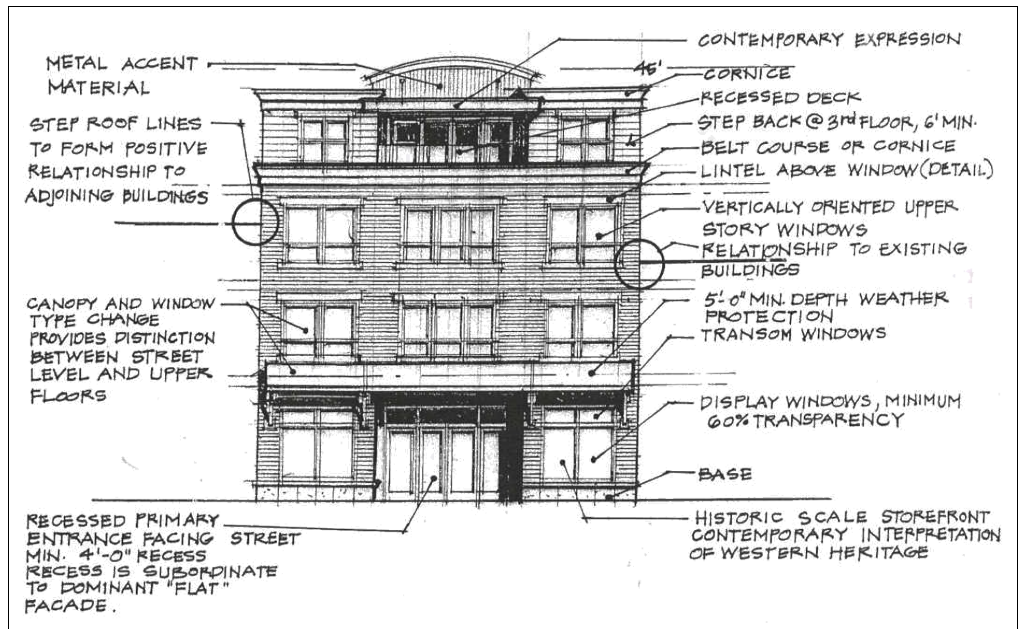 METAL ACCENT
MATERIAL
STEP ROOF LINES
TO FORM POSITIVE
RELATIONSHIP TO
ADJOINING BUILDINGS
CANOPY AND WINDOW
TYPE CHANGE
PROVIDES DISTINCTION
BETWEEN STREET
LEVEL AND UPPER
FLOORS
RECESSED PRIMARY
ENTRANCE FACING STREET
MIN. 4'-0" RECESS
RECESS IS SUBORDINATE
TO DOMINANT "FLAT"
FACADE.
CONTEMPORARY EXPRESSION
45'
CORNICE
RECESSED DECK
STEP BACK @ 3rd FLOOR, 6' MIN.
BELT COURSE OR CORNICE
LINTEL ABOVE WINDOW (DETAIL)
VERTICALLY ORIENTED UPPER
STORY WINDOWS
RELATIONSHIP TO EXISTING
BUILDINGS
5'-0" MIN. DEPTH WEATHER
PROTECTION
TRANSOM WINDOWS
DISPLAY WINDOWS, MINIMUM
60% TRANSPARENCY
BASE
HISTORIC SCALE STOREFRONT
CONTEMPORARY INTERPRETATION
OF WESTERN HERITAGE